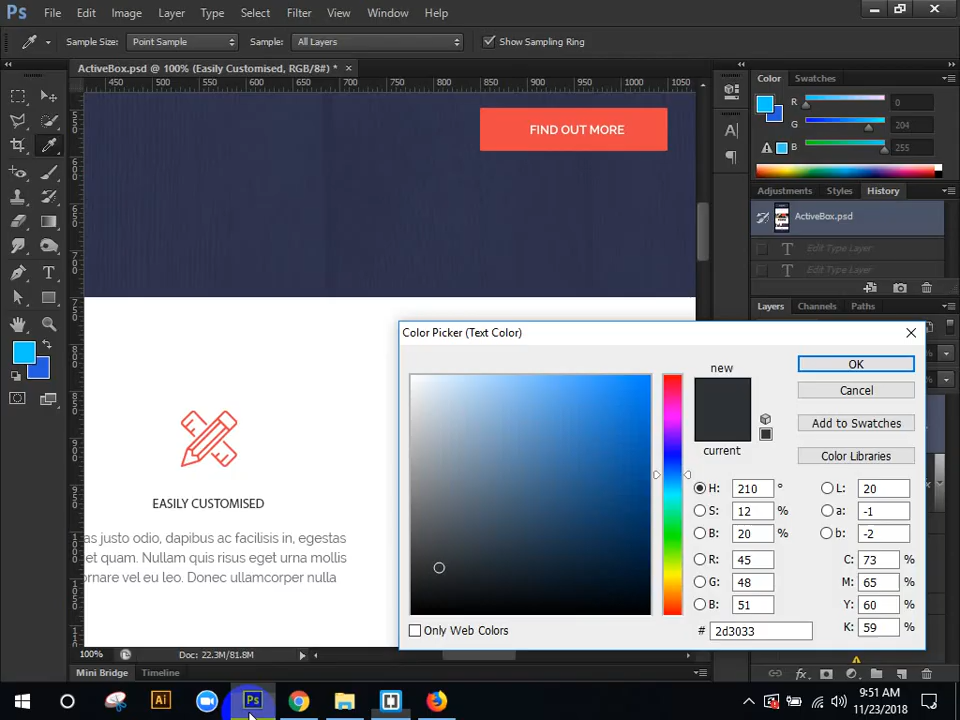 Ps File Edit Image Layer Type Select Filter View Window Help
Sample Size: Point Sample Sample: All Layers Show Sampling Ring
ActiveBox.psd @ 100% (Easily Customised, RGB/8#) * ×
450 500 550 600 650 700 750 800 850 900 950 1000 1050
Color Swatches
R 0
G 204
B 255
FIND OUT MORE
Adjustments Styles History
ActiveBox.psd
Edit Type Layer
Edit Type Layer
Layers Channels Paths
Color Picker (Text Color)
new
OK
Cancel
Add to Swatches
current
Color Libraries
H: 210 ° L: 20
S: 12 % a: -1
B: 20 % b: -2
R: 45 C: 73 %
G: 48 M: 65 %
B: 51 Y: 60 %
# 2d3033 K: 59 %
Only Web Colors
EASILY CUSTOMISED
as justo odio, dapibus ac facilisis in, egestas
et quam. Nullam quis risus eget urna mollis
ornare vel eu leo. Donec ullamcorper nulla
100% Doc: 22.3M/81.8M
Mini Bridge Timeline
Ai Ps
9:51 AM
11/23/2018